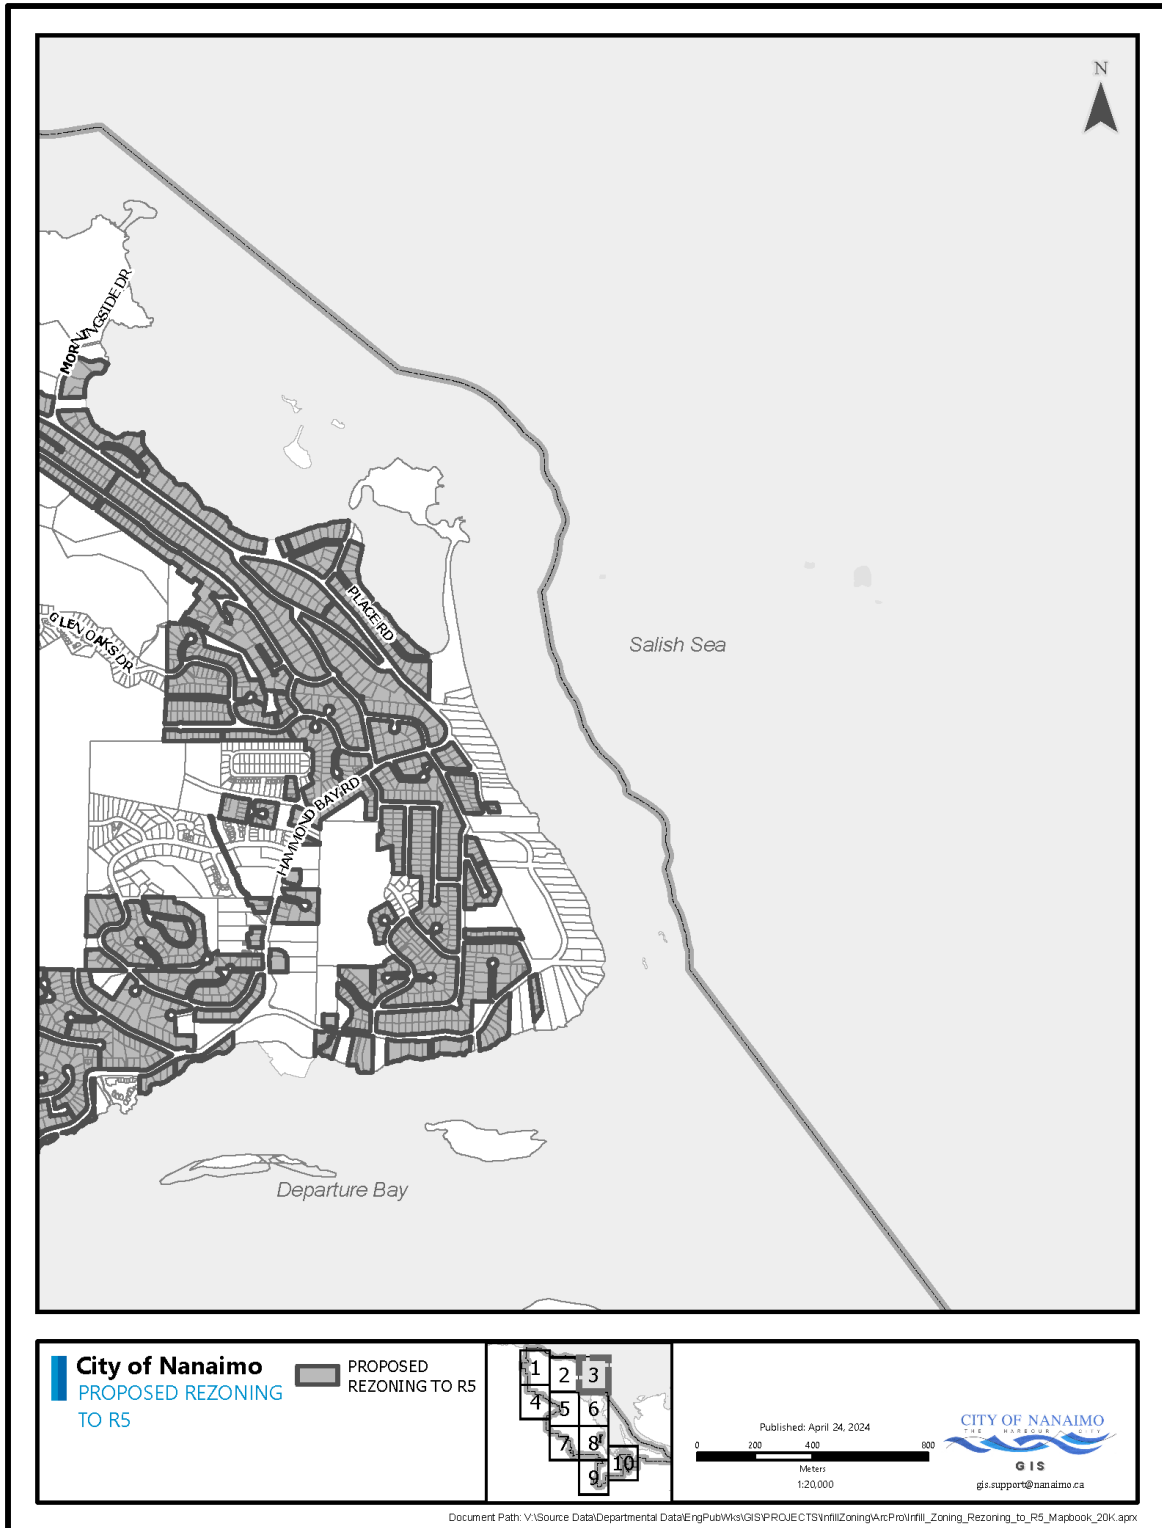 N
MORNINGSIDE DR
GLEN OAKS DR
PLACE RD
HAMMOND BAY RD
Salish Sea
Departure Bay
City of Nanaimo
PROPOSED REZONING
TO R5
PROPOSED
REZONING TO R5
1
2
3
4
5
6
7
8
9
10
Published: April 24, 2024
0 200 400 800
Meters
1:20,000
CITY OF NANAIMO
THE HARBOUR CITY
GIS
gis.support@nanaimo.ca
Document Path: V:\Source Data\Departmental Data\EngPubWks\GIS\PROJECTS\InfillZoning\ArcPro\Infill_Zoning_Rezoning_to_R5_Mapbook_20K.aprx